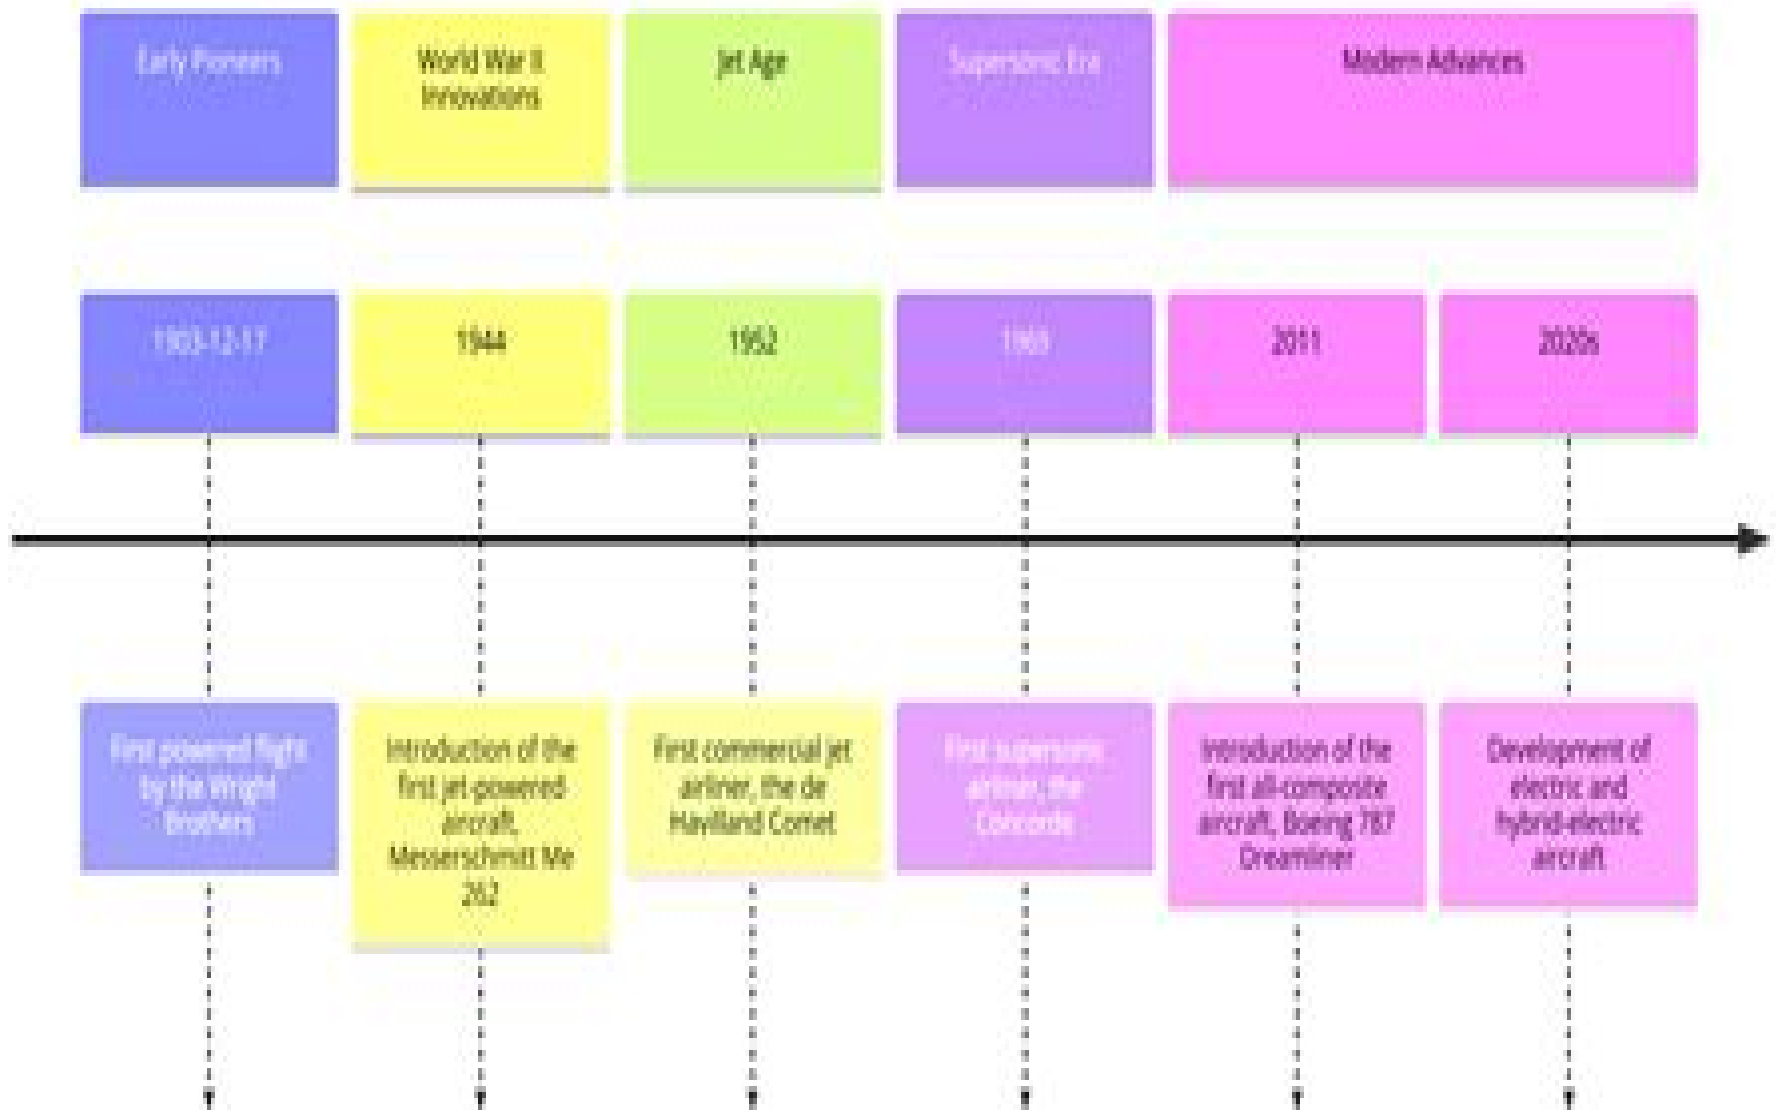 Early Pioneers
World War II
Innovations
Jet Age
Supersonic Era
Modern Advances
1903-12-17
1944
1952
1969
2011
2020s
First powered flight
by the Wright
Brothers
Introduction of the
first jet-powered
aircraft,
Messerschmitt Me
262
First commercial jet
airliner, the de
Havilland Comet
First supersonic
airliner, the
Concorde
Introduction of the
first all-composite
aircraft, Boeing 787
Dreamliner
Development of
electric and
hybrid-electric
aircraft